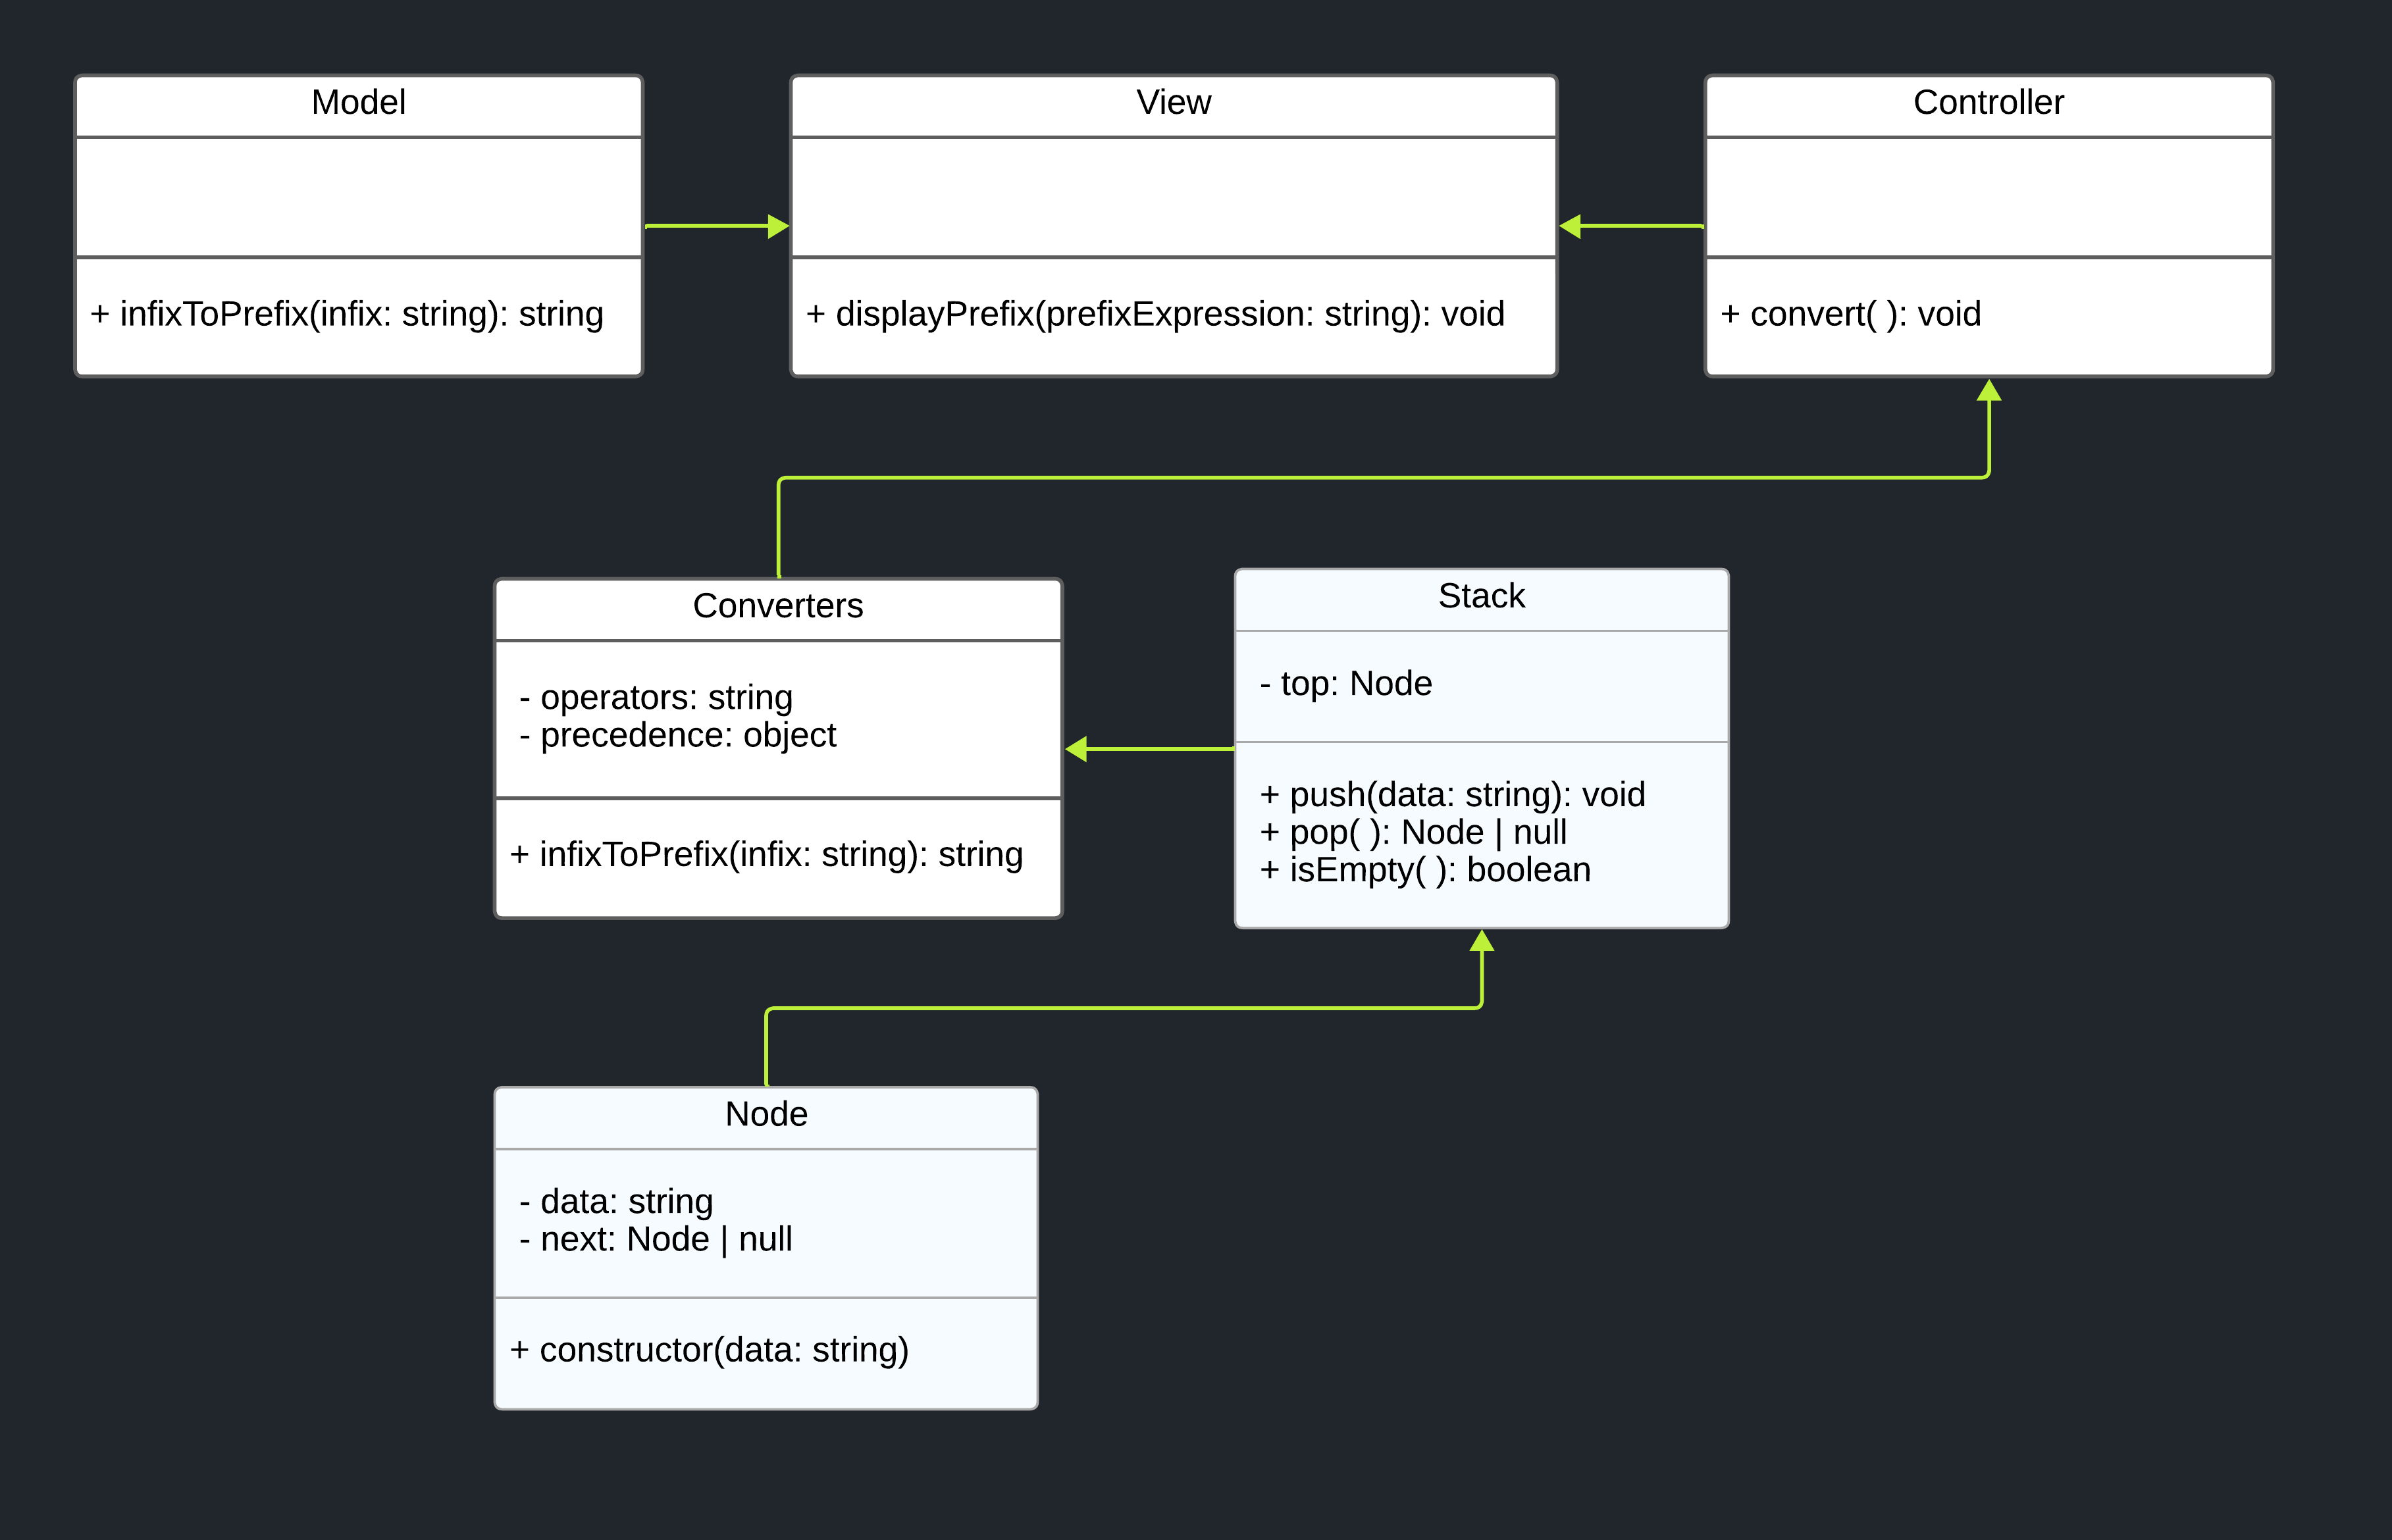 Model
+ infixToPrefix(infix: string): string
View
+ displayPrefix(prefixExpression: string): void
Controller
+ convert( ): void
Converters
- operators: string
- precedence: object
+ infixToPrefix(infix: string): string
Stack
- top: Node
+ push(data: string): void
+ pop( ): Node | null
+ isEmpty( ): boolean
Node
- data: string
- next: Node | null
+ constructor(data: string)